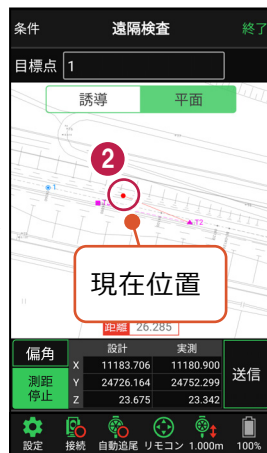 条件 遠隔検査 終了
目標点 1
誘導 平面
2
1
T1
T2
現在位置
距離 26.285
偏角 設計 実測
X 11183.706 11180.900
測距停止 Y 24726.164 24752.299 送信
Z 23.675 23.342
設定 接続 自動追尾 リモコン 1.000m 100%